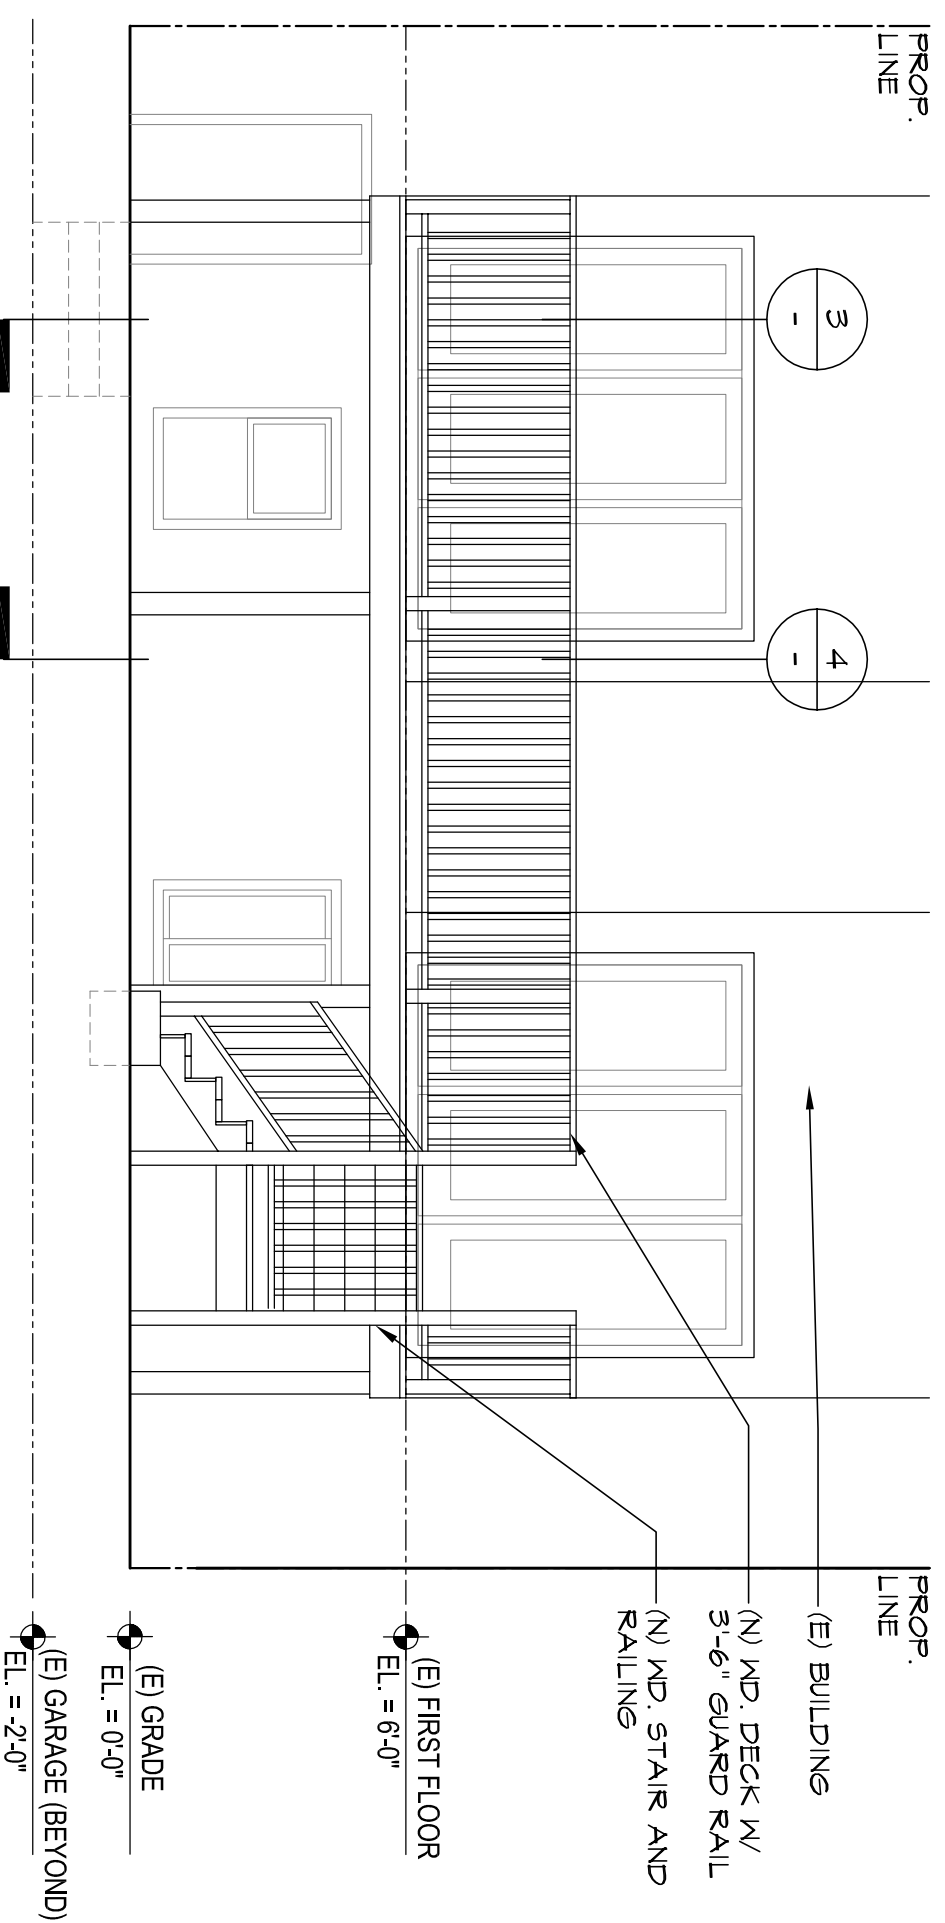 PROP.
LINE
3
-
4
-
PROP.
LINE
(E) BUILDING
(N) WD. DECK W/
3'-6" GUARD RAIL
(N) WD. STAIR AND
RAILING
(E) FIRST FLOOR
EL. = 6'-0"
(E) GRADE
EL. = 0'-0"
(E) GARAGE (BEYOND)
EL. = -2'-0"